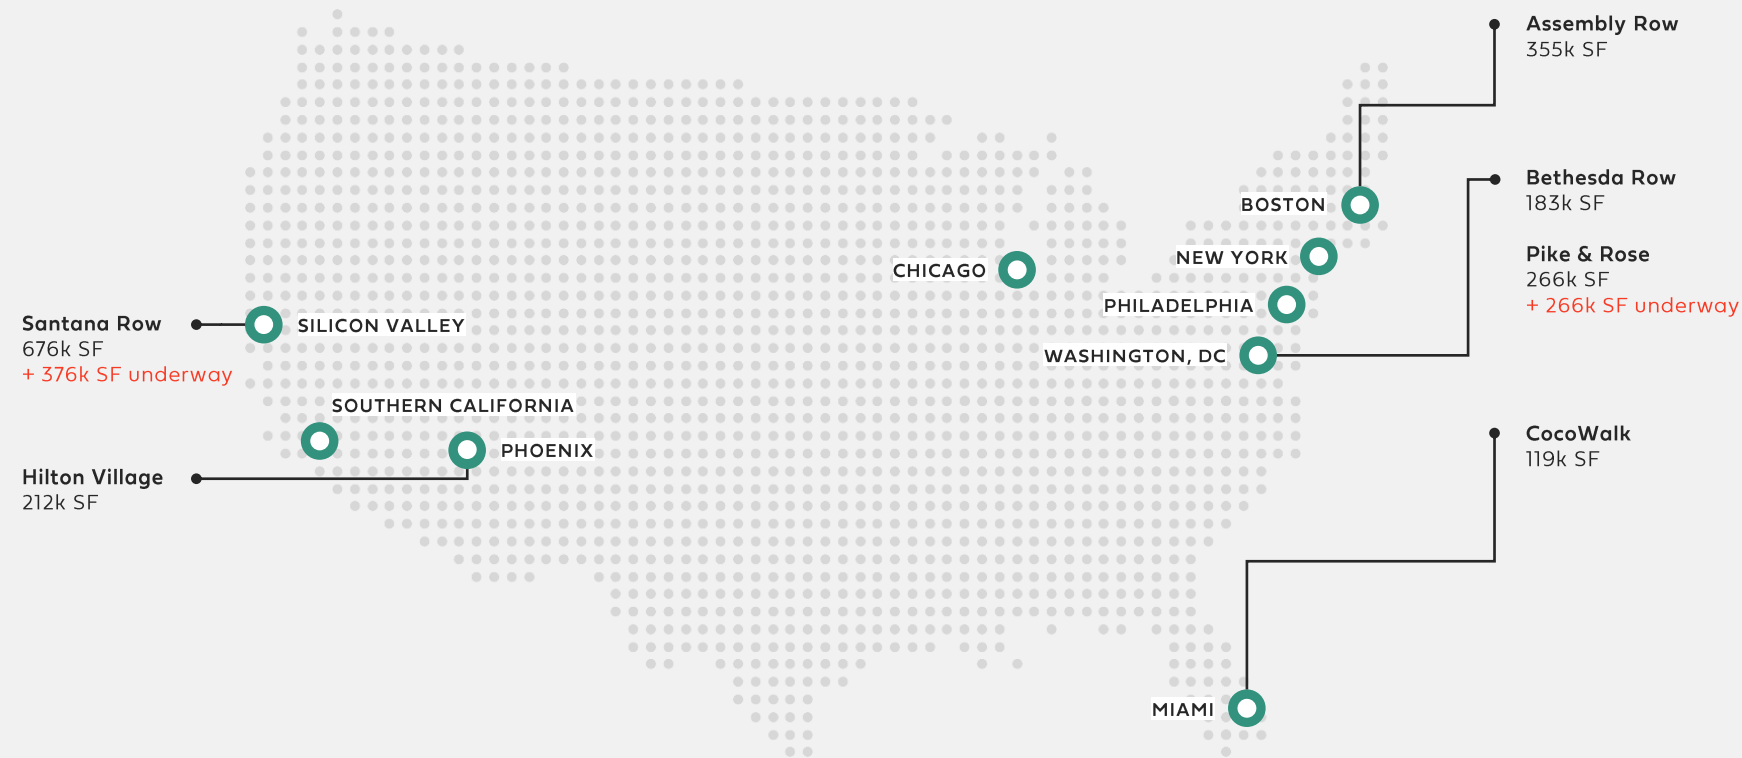 Assembly Row
355k SF
Bethesda Row
183k SF
Pike & Rose
266k SF
+ 266k SF underway
BOSTON
NEW YORK
CHICAGO
PHILADELPHIA
WASHINGTON, DC
Santana Row
676k SF
+ 376k SF underway
SILICON VALLEY
SOUTHERN CALIFORNIA
PHOENIX
Hilton Village
212k SF
CocoWalk
119k SF
MIAMI